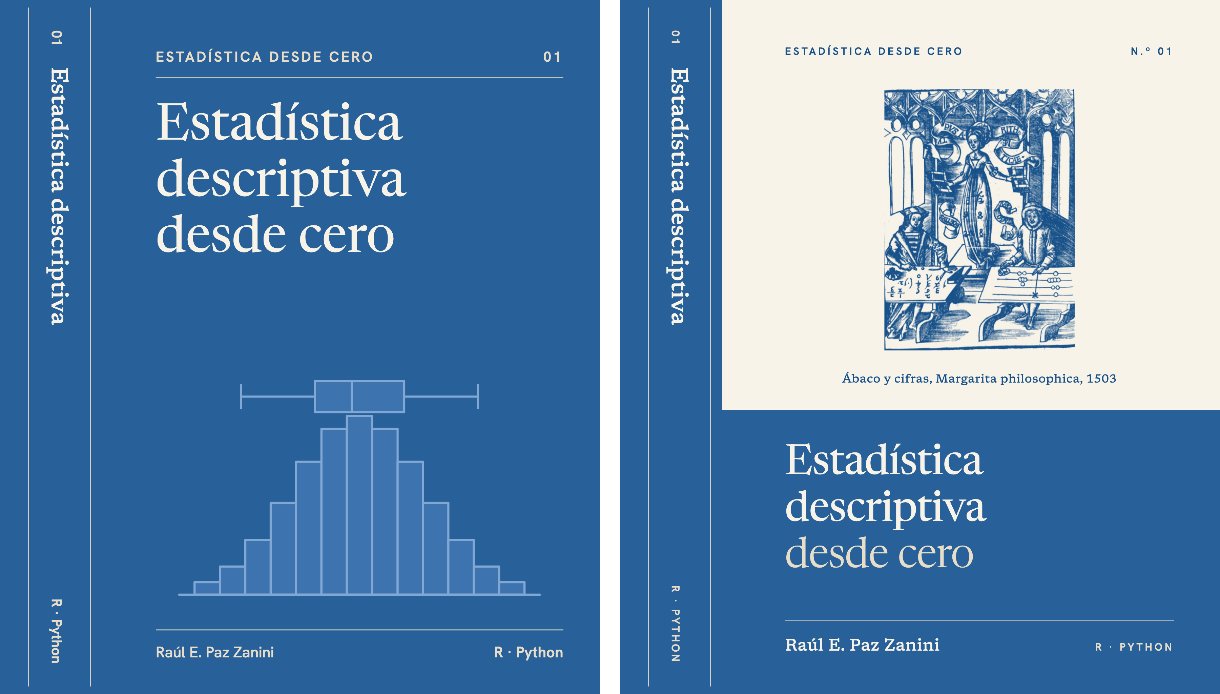 01
Estadística descriptiva
R · Python
ESTADÍSTICA DESDE CERO
01
Estadística
descriptiva
desde cero
Raúl E. Paz Zanini
R · Python
01
Estadística descriptiva
R · PYTHON
ESTADÍSTICA DESDE CERO
N.º 01
Ábaco y cifras, Margarita philosophica, 1503
Estadística
descriptiva
desde cero
Raúl E. Paz Zanini
R · PYTHON